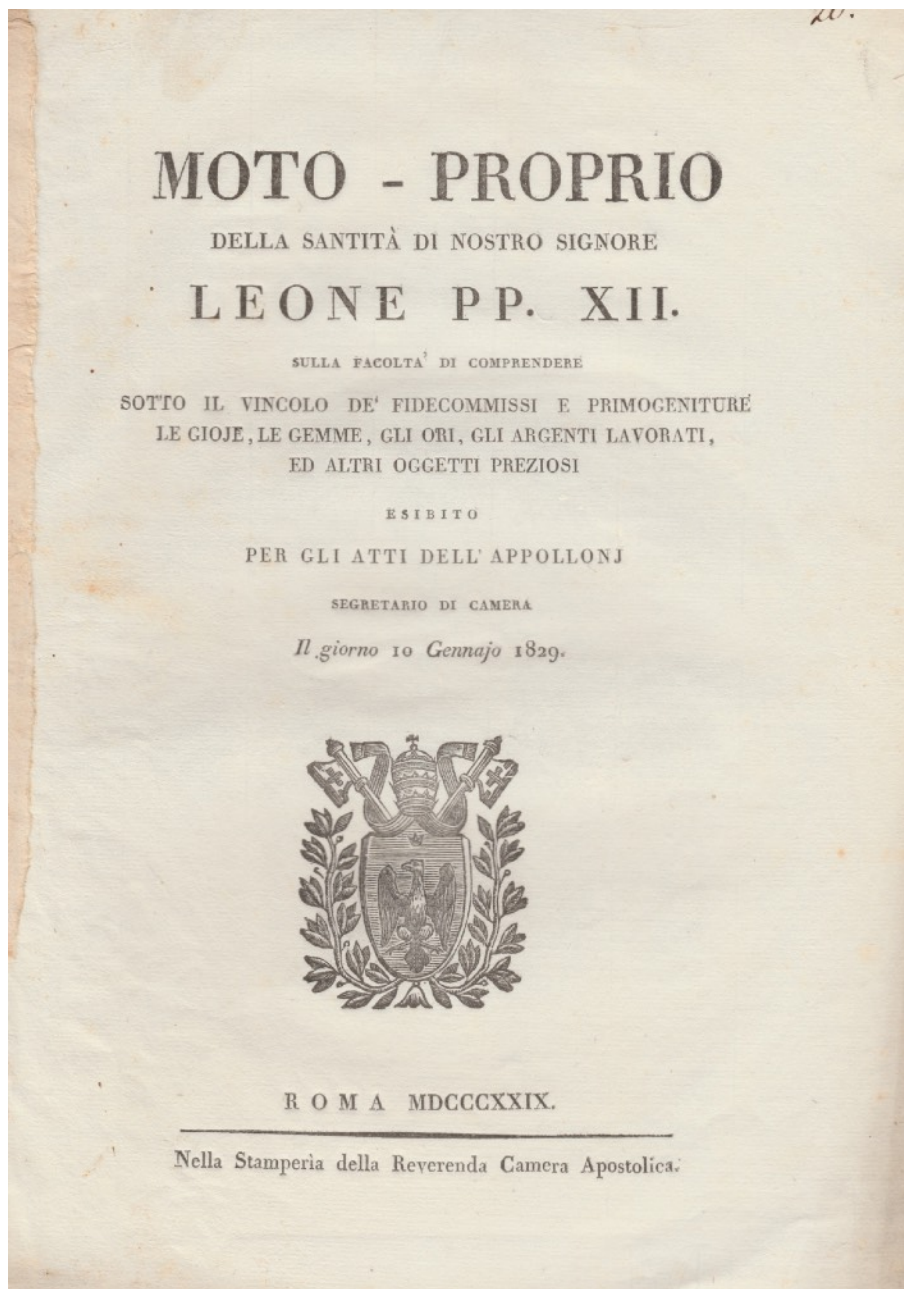 20.
MOTO - PROPRIO
DELLA SANTITÀ DI NOSTRO SIGNORE
LEONE PP. XII.
SULLA FACOLTA' DI COMPRENDERE
SOTTO IL VINCOLO DE' FIDECOMMISSI E PRIMOGENITURE
LE GIOJE, LE GEMME, GLI ORI, GLI ARGENTI LAVORATI,
ED ALTRI OGGETTI PREZIOSI
ESIBITO
PER GLI ATTI DELL' APPOLLONJ
SEGRETARIO DI CAMERA
Il giorno 10 Gennajo 1829.
ROMA MDCCCXXIX.
Nella Stamperia della Reverenda Camera Apostolica.